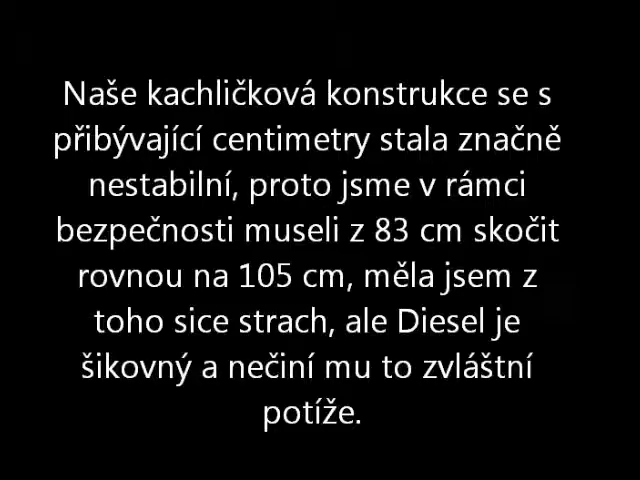 Naše kachličková konstrukce se s
přibývající centimetry stala značně
nestabilní, proto jsme v rámci
bezpečnosti museli z 83 cm skočit
rovnou na 105 cm, měla jsem z
toho sice strach, ale Diesel je
šikovný a nečiní mu to zvláštní
potíže.